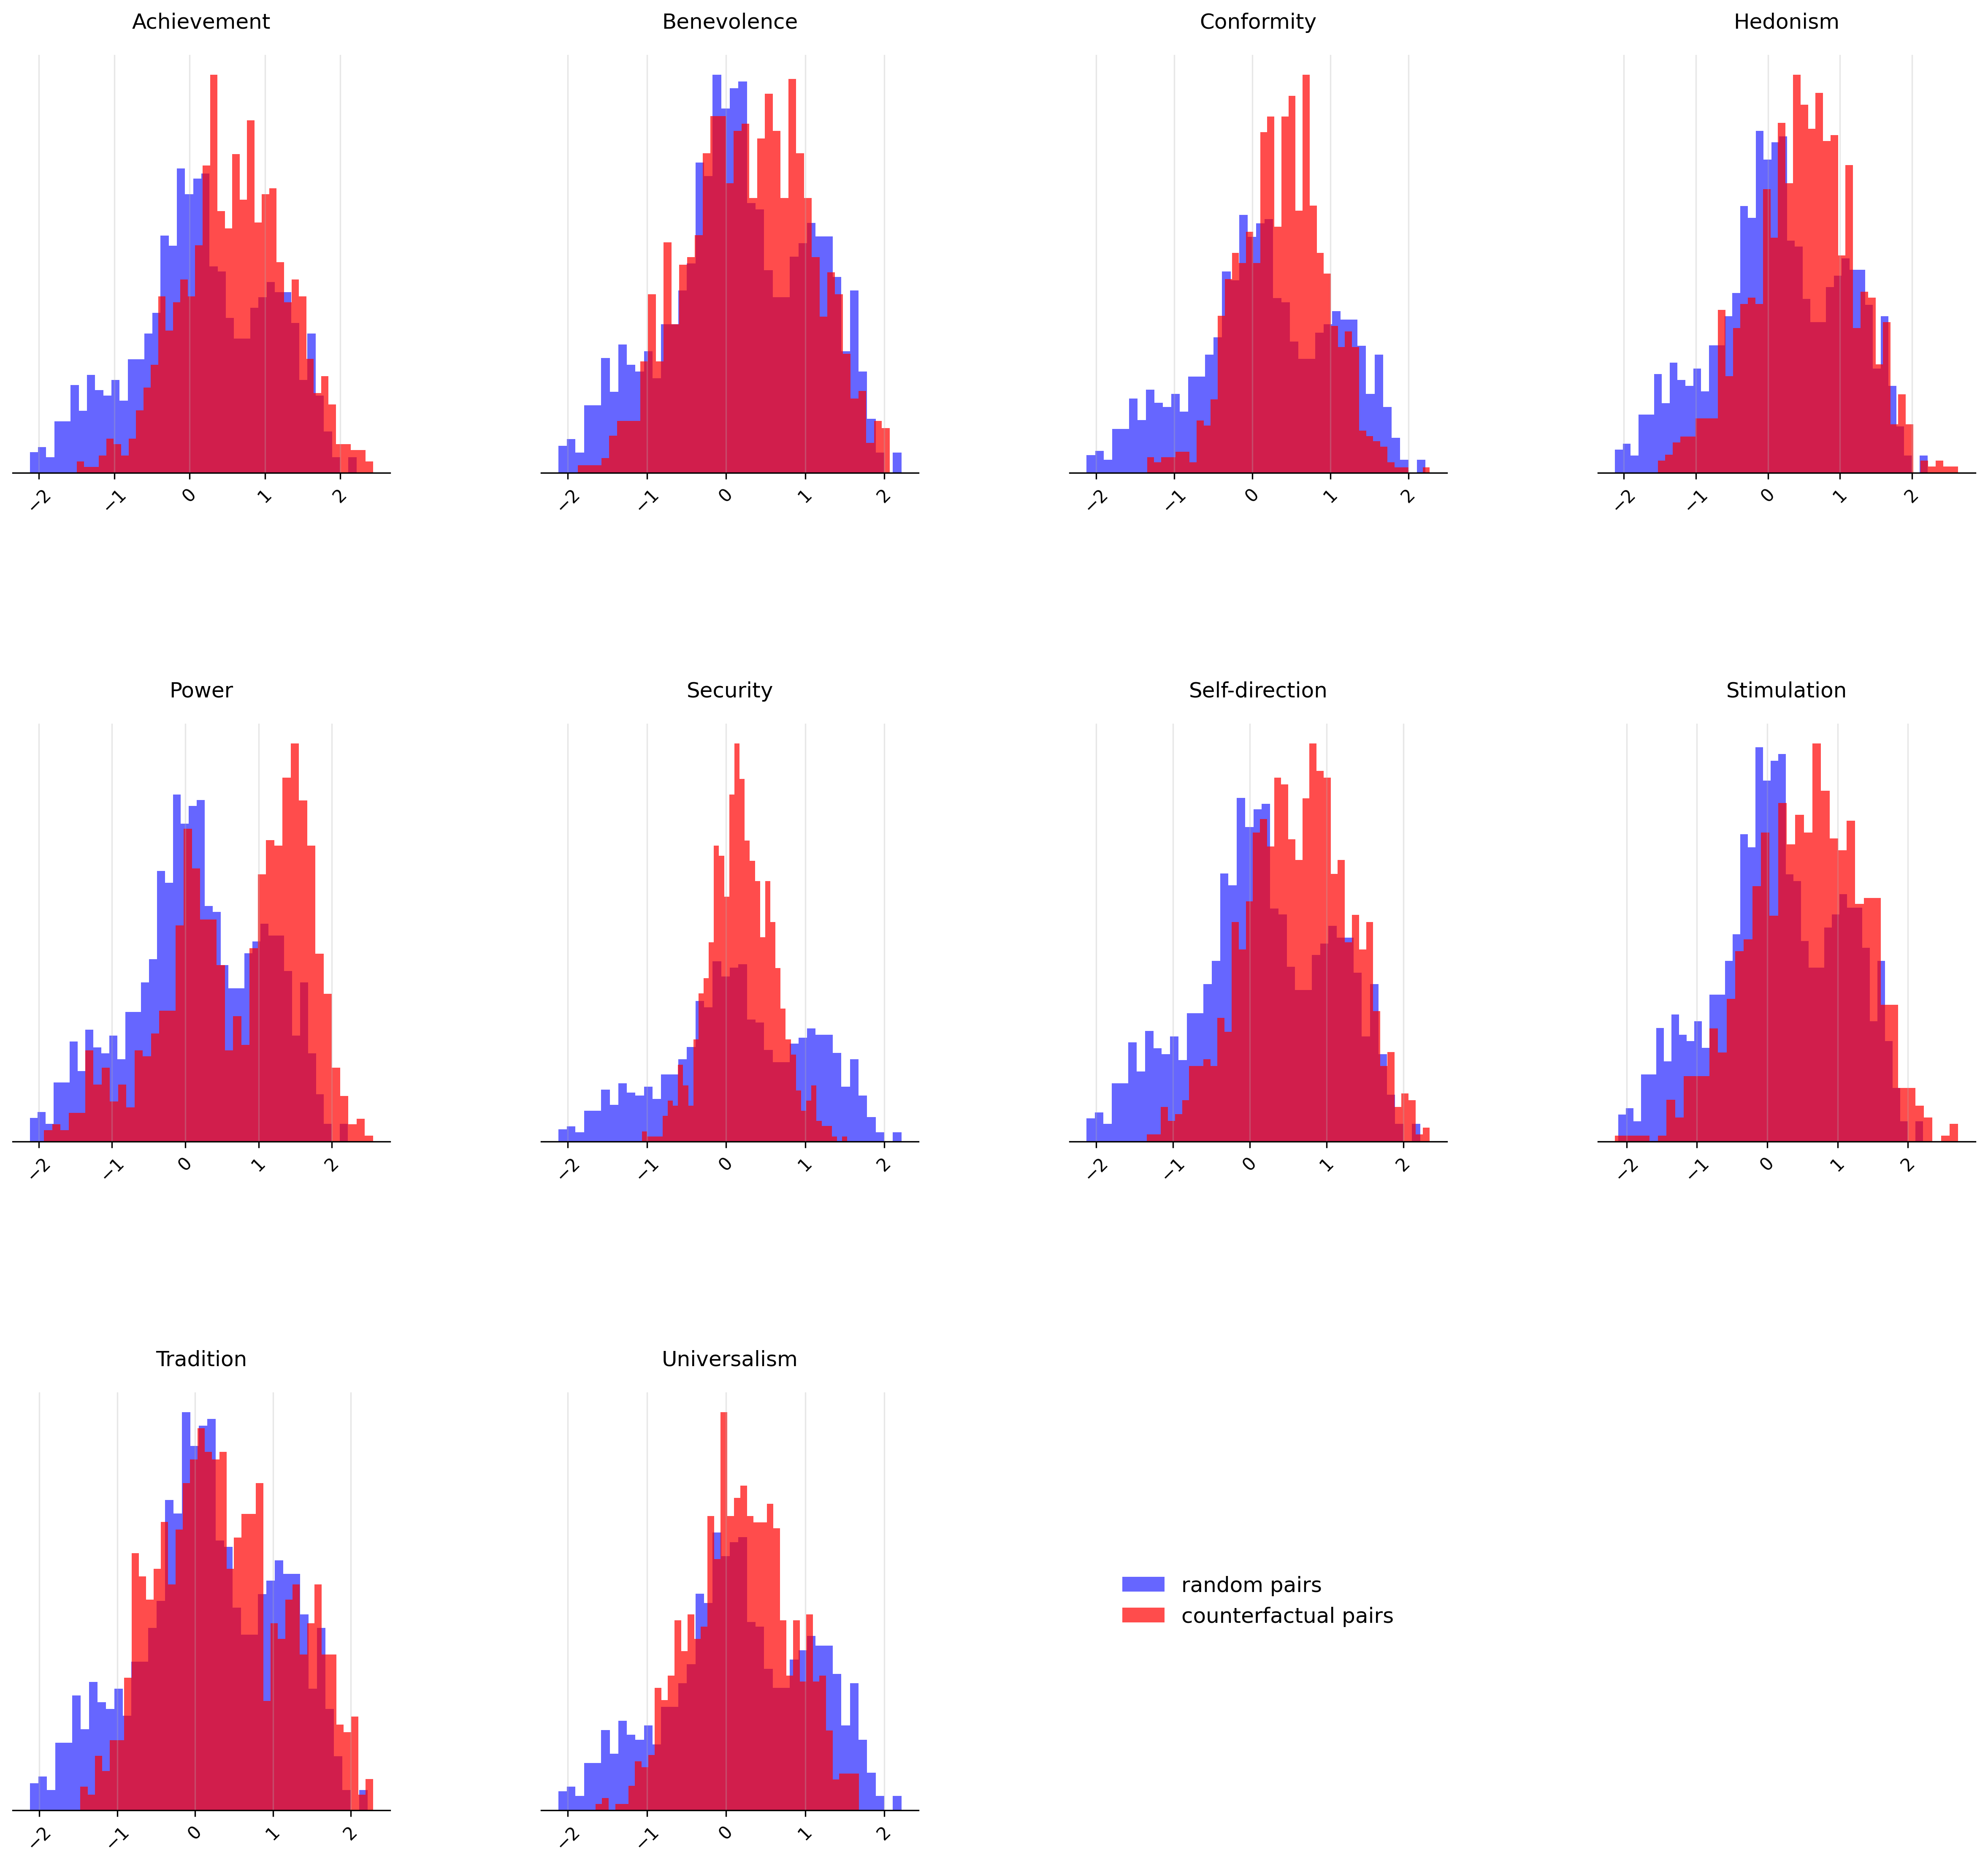 Achievement Benevolence Conformity Hedonism
−2 −1 0 1 2 −2 −1 0 1 2 −2 −1 0 1 2 −2 −1 0 1 2
Power Security Self-direction Stimulation
−2 −1 0 1 2 −2 −1 0 1 2 −2 −1 0 1 2 −2 −1 0 1 2
Tradition Universalism
random pairs
counterfactual pairs
−2 −1 0 1 2 −2 −1 0 1 2